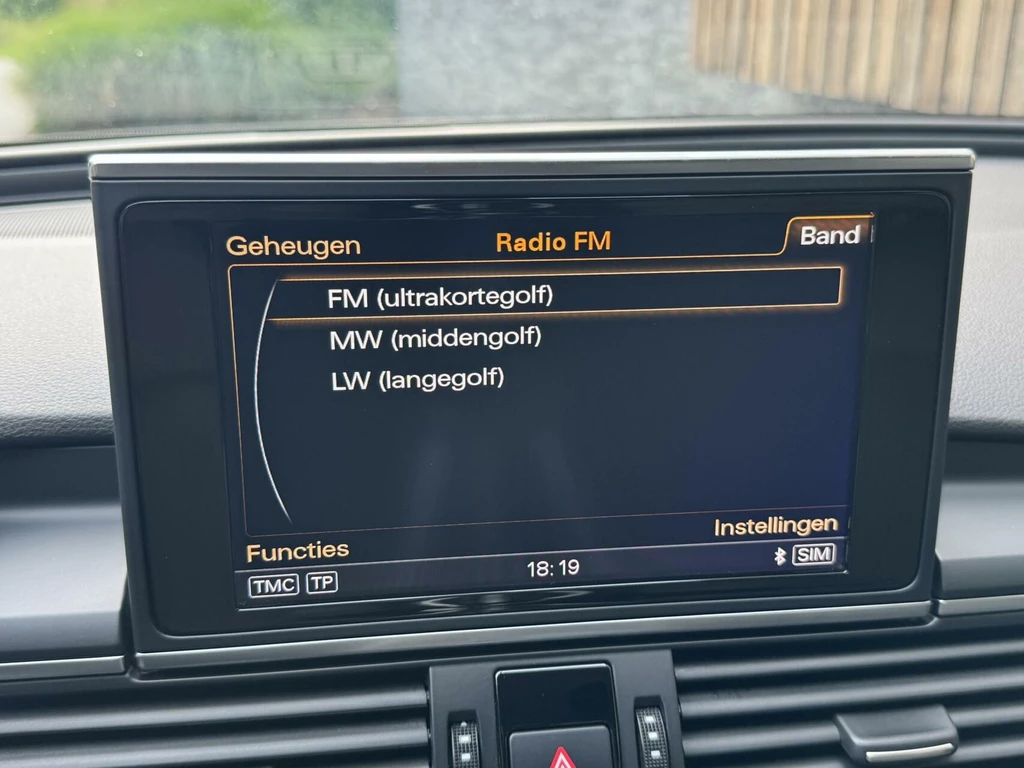 Geheugen
Radio FM
Band
FM (ultrakortegolf)
MW (middengolf)
LW (langegolf)
Instellingen
Functies
TMC TP
18:19
SIM